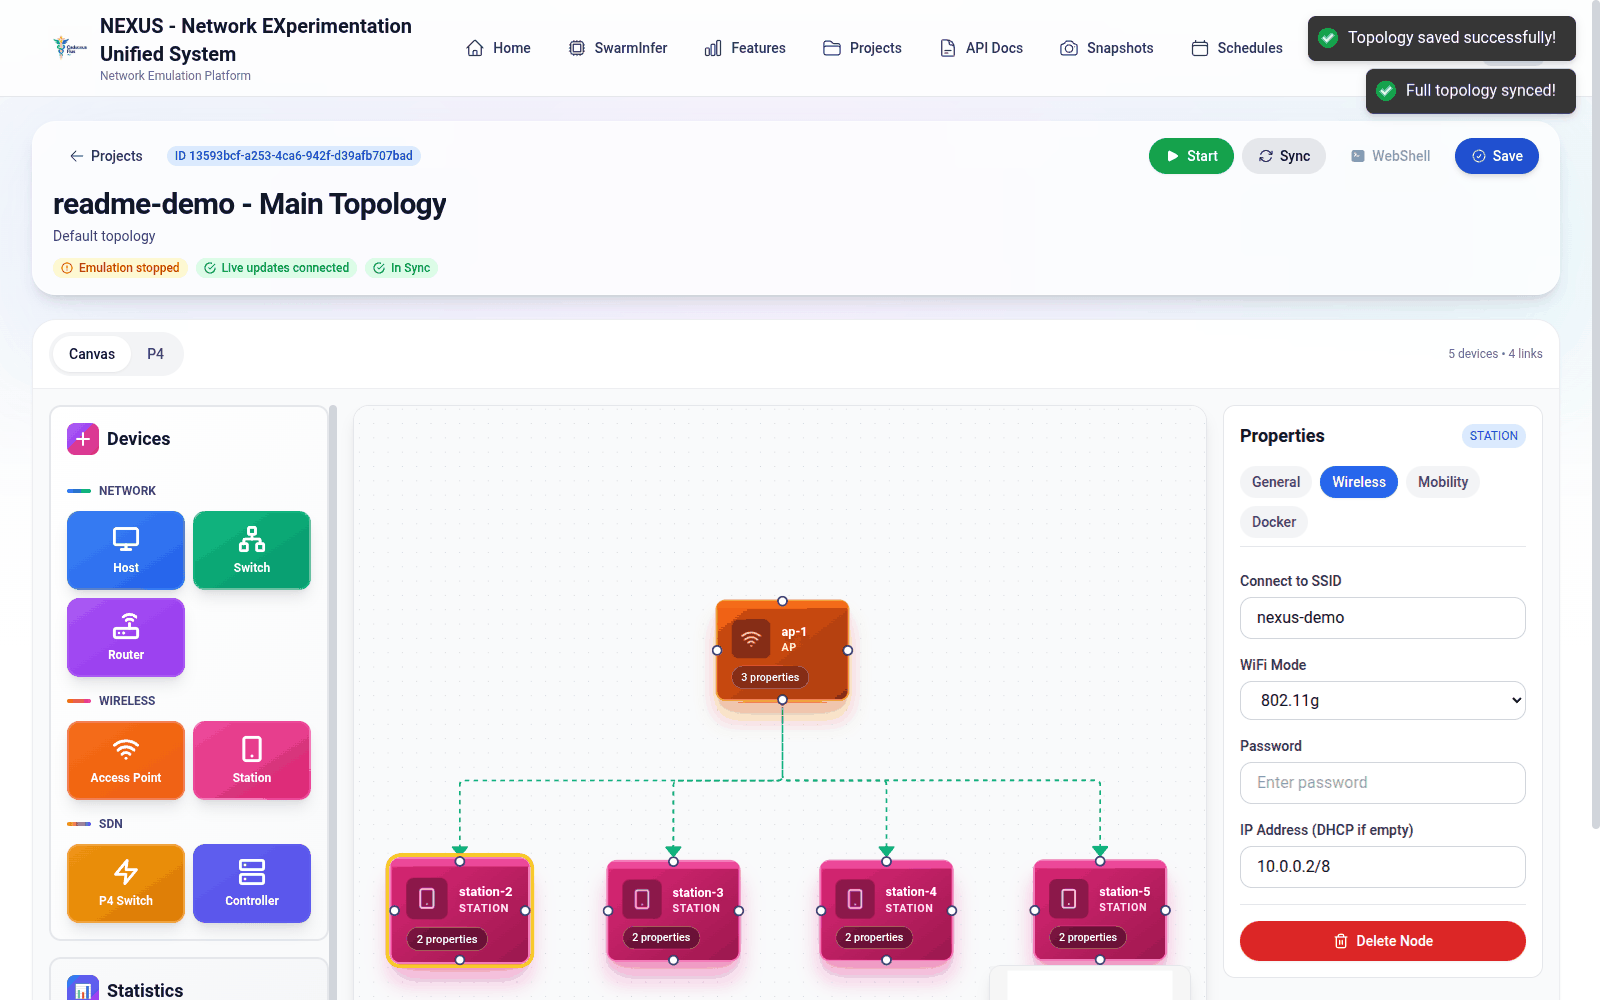 NEXUS - Network EXperimentation
Unified System
Network Emulation Platform
Home
SwarmInfer
Features
Projects
API Docs
Snapshots
Schedules
Topology saved successfully!
Full topology synced!
Projects
ID 13593bcf-a253-4ca6-942f-d39afb707bad
Start
Sync
WebShell
Save
readme-demo - Main Topology
Default topology
Emulation stopped
Live updates connected
In Sync
Canvas
P4
5 devices • 4 links
Devices
NETWORK
Host
Switch
Router
WIRELESS
Access Point
Station
SDN
P4 Switch
Controller
Statistics
ap-1
AP
3 properties
station-2
STATION
2 properties
station-3
STATION
2 properties
station-4
STATION
2 properties
station-5
STATION
2 properties
Properties
STATION
General
Wireless
Mobility
Docker
Connect to SSID
nexus-demo
WiFi Mode
802.11g
Password
Enter password
IP Address (DHCP if empty)
10.0.0.2/8
Delete Node